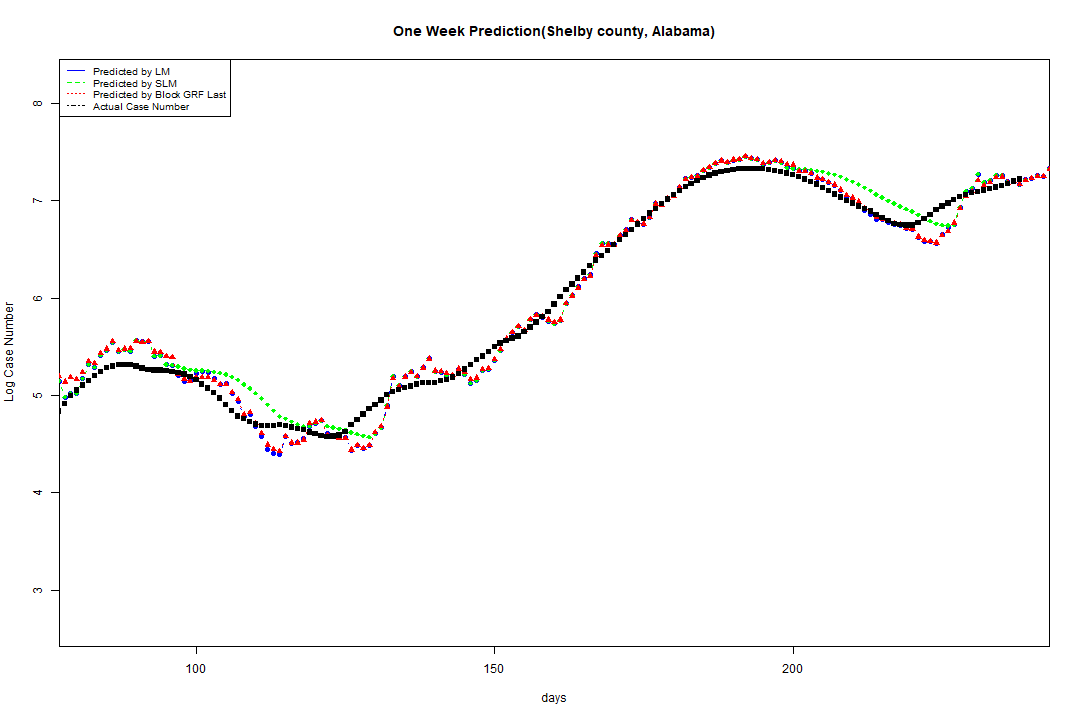 One Week Prediction(Shelby county, Alabama)
Predicted by LM
Predicted by SLM
Predicted by Block GRF Last
Actual Case Number
8
7
6
5
4
3
Log Case Number
100
150
200
days